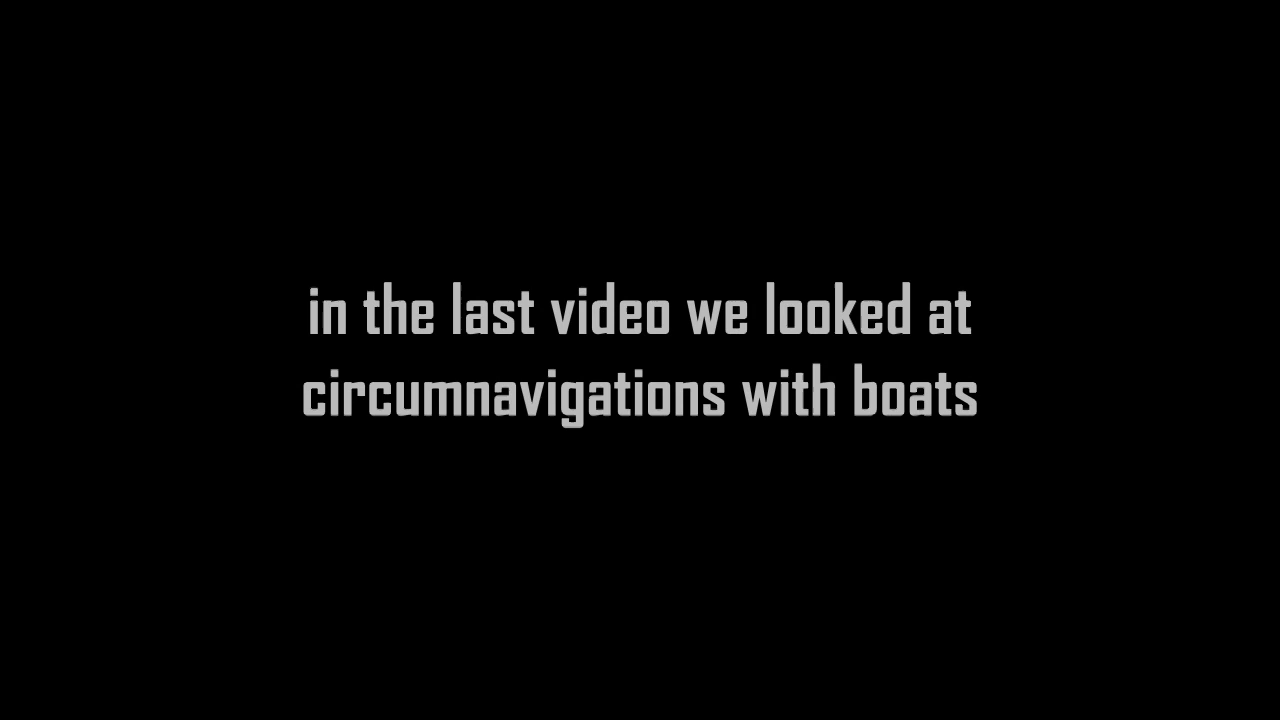 in the last video we looked at
circumnavigations with boats